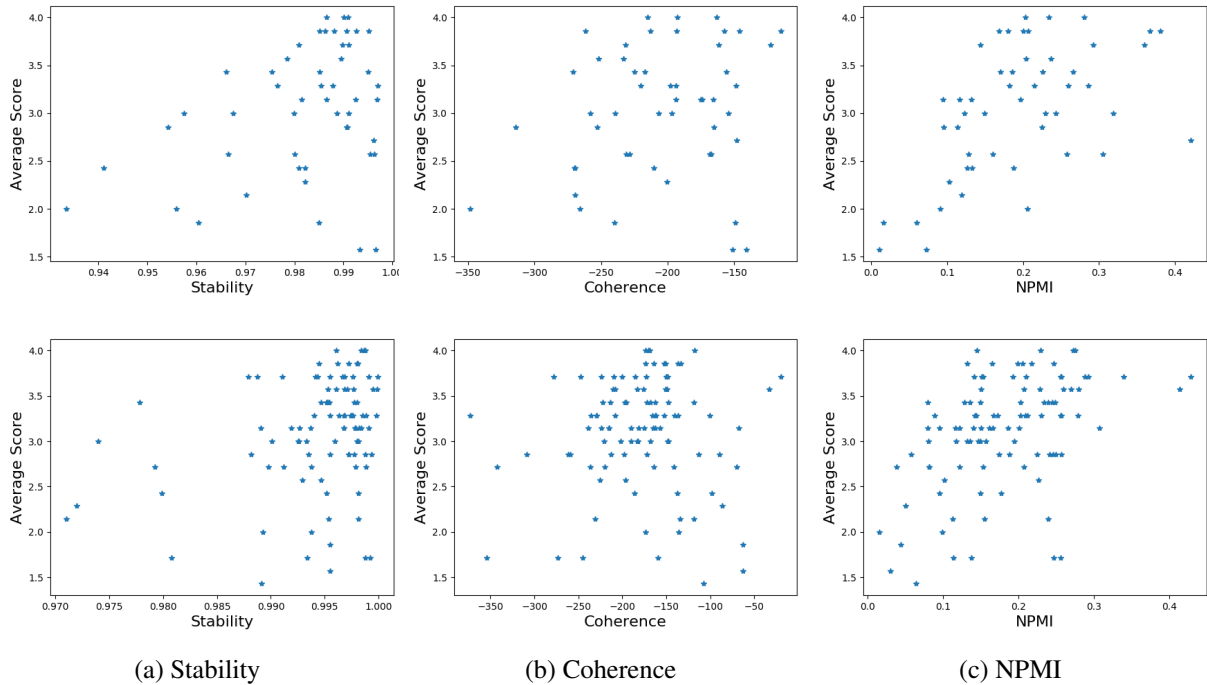 4.0
3.5
3.0
2.5
2.0
1.5
Average Score
0.94 0.95 0.96 0.97 0.98 0.99 1.00
Stability
4.0
3.5
3.0
2.5
2.0
1.5
Average Score
−350 −300 −250 −200 −150
Coherence
4.0
3.5
3.0
2.5
2.0
1.5
Average Score
0.0 0.1 0.2 0.3 0.4
NPMI
4.0
3.5
3.0
2.5
2.0
1.5
Average Score
0.970 0.975 0.980 0.985 0.990 0.995 1.000
Stability
4.0
3.5
3.0
2.5
2.0
1.5
Average Score
−350 −300 −250 −200 −150 −100 −50
Coherence
4.0
3.5
3.0
2.5
2.0
1.5
Average Score
0.0 0.1 0.2 0.3 0.4
NPMI
(a) Stability
(b) Coherence
(c) NPMI